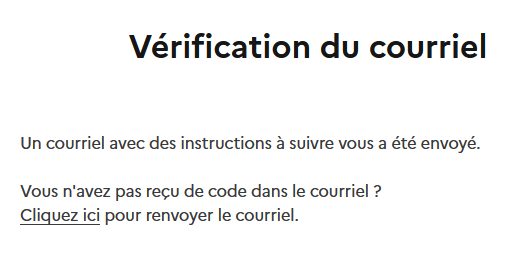 Vérification du courriel
Un courriel avec des instructions à suivre vous a été envoyé.
Vous n'avez pas reçu de code dans le courriel ?
Cliquez ici pour renvoyer le courriel.